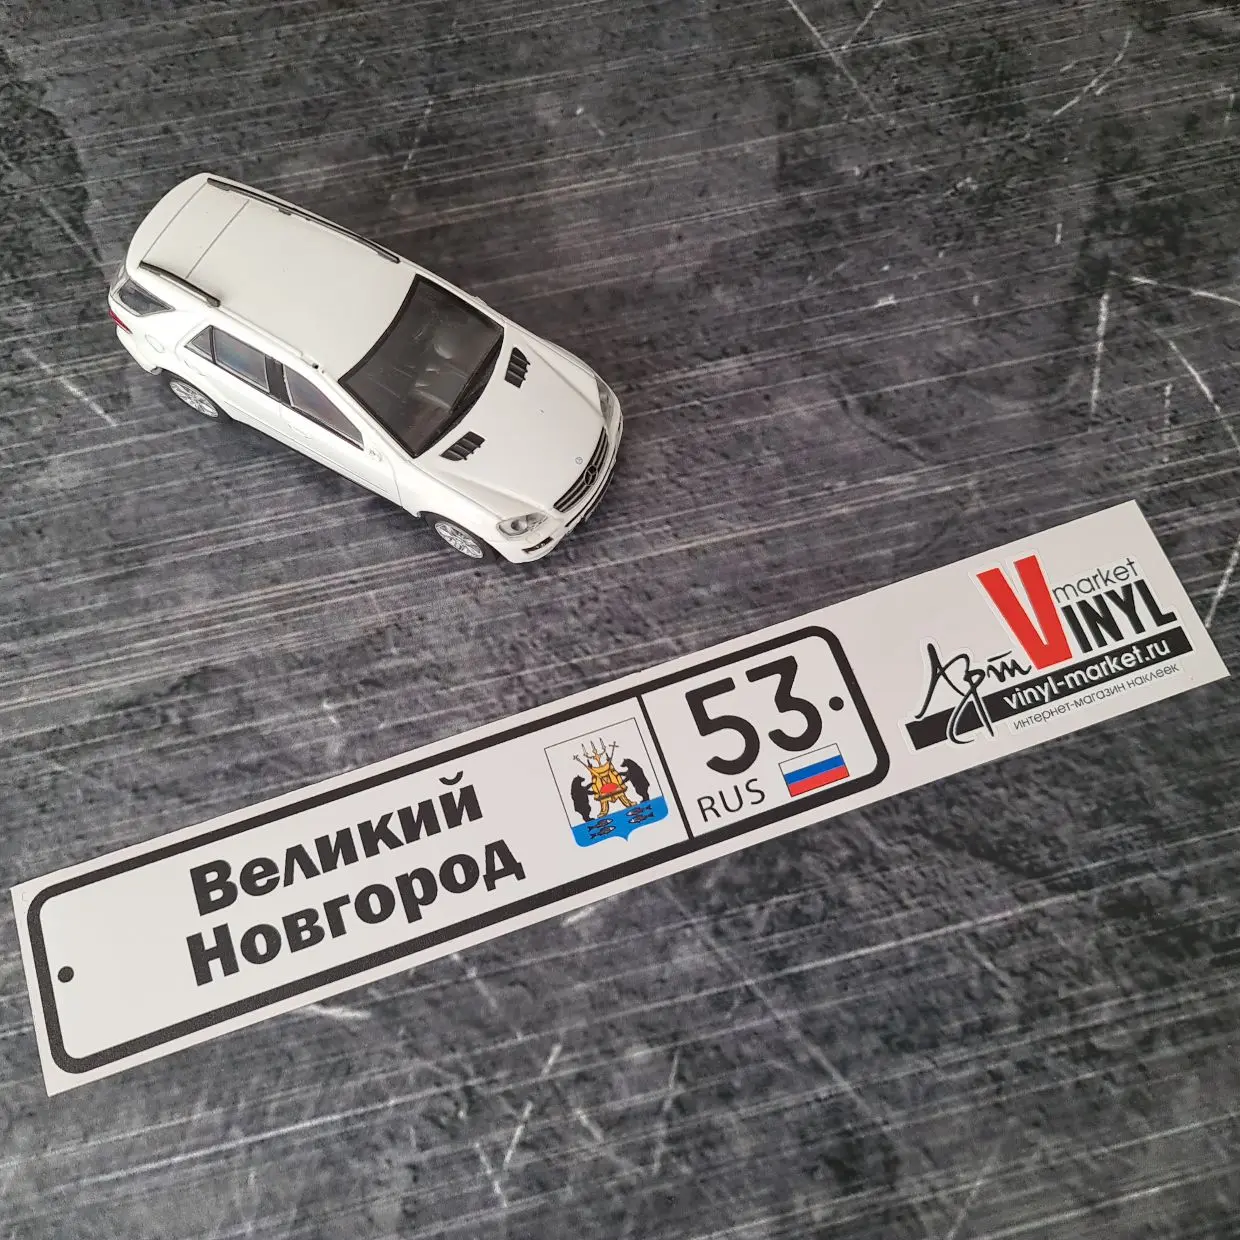 Великий
Новгород
53
RUS
Арт
market
VINYL
vinyl-market.ru
интернет-магазин наклеек